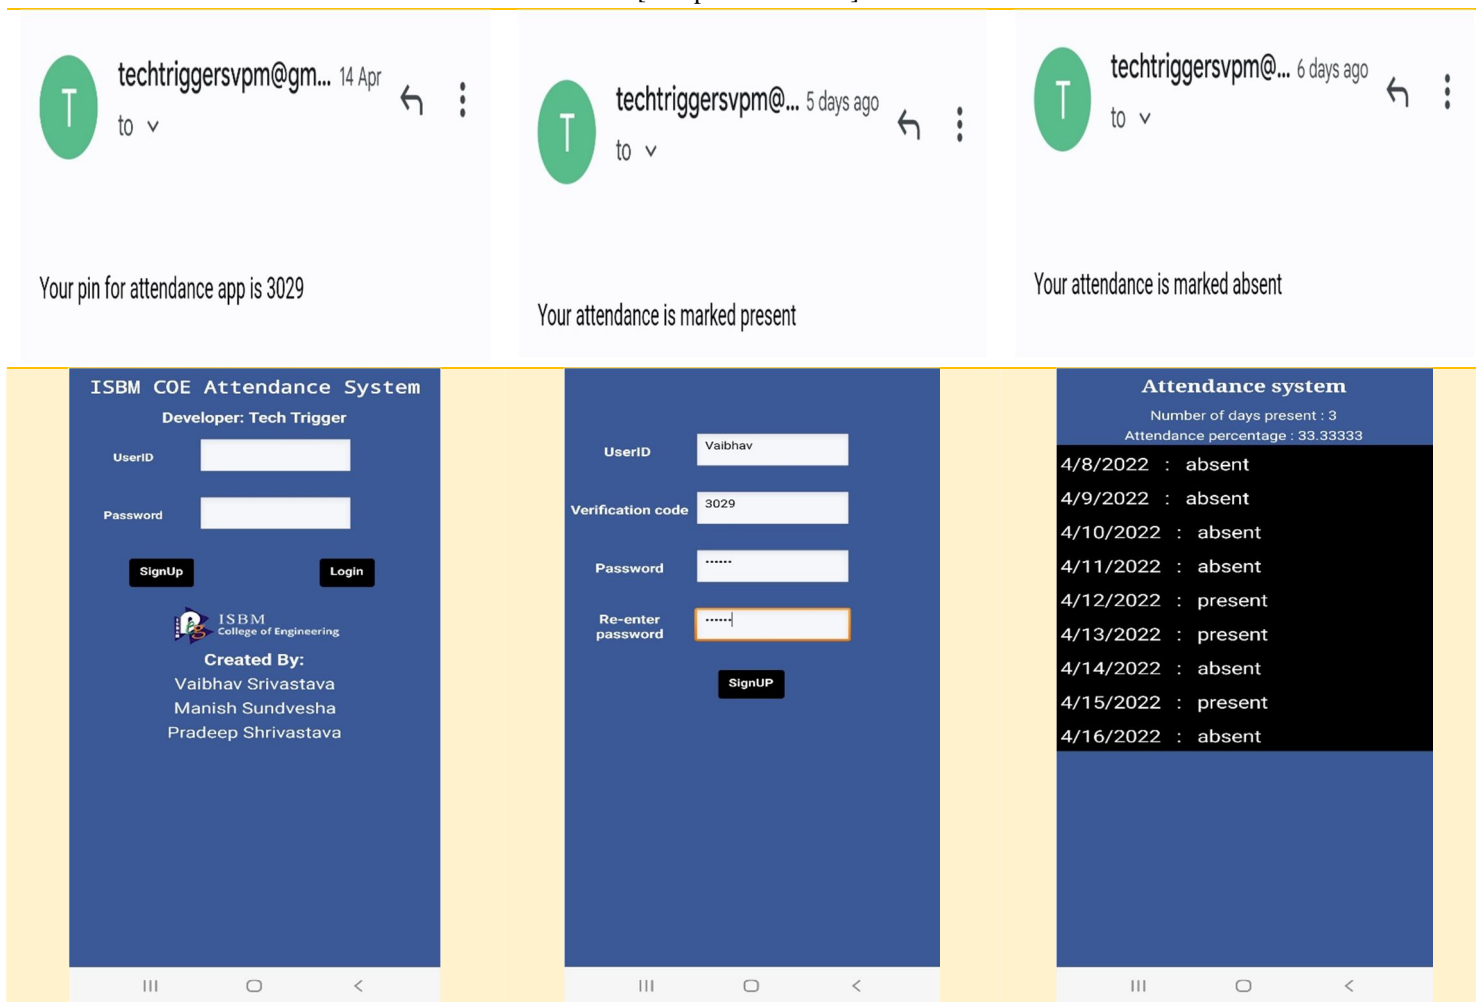 T
techtriggersvpm@gm... 14 Apr
to
Your pin for attendance app is 3029
T
techtriggersvpm@... 5 days ago
to
Your attendance is marked present
T
techtriggersvpm@... 6 days ago
to
Your attendance is marked absent
ISBM COE Attendance System
Developer: Tech Trigger
UserID
Password
SignUp
Login
ISBM
College of Engineering
Created By:
Vaibhav Srivastava
Manish Sundvesha
Pradeep Shrivastava
UserID Vaibhav
Verification code 3029
Password ••••••
Re-enter
password ••••••
SignUP
Attendance system
Number of days present : 3
Attendance percentage : 33.33333
4/8/2022 : absent
4/9/2022 : absent
4/10/2022 : absent
4/11/2022 : absent
4/12/2022 : present
4/13/2022 : present
4/14/2022 : absent
4/15/2022 : present
4/16/2022 : absent